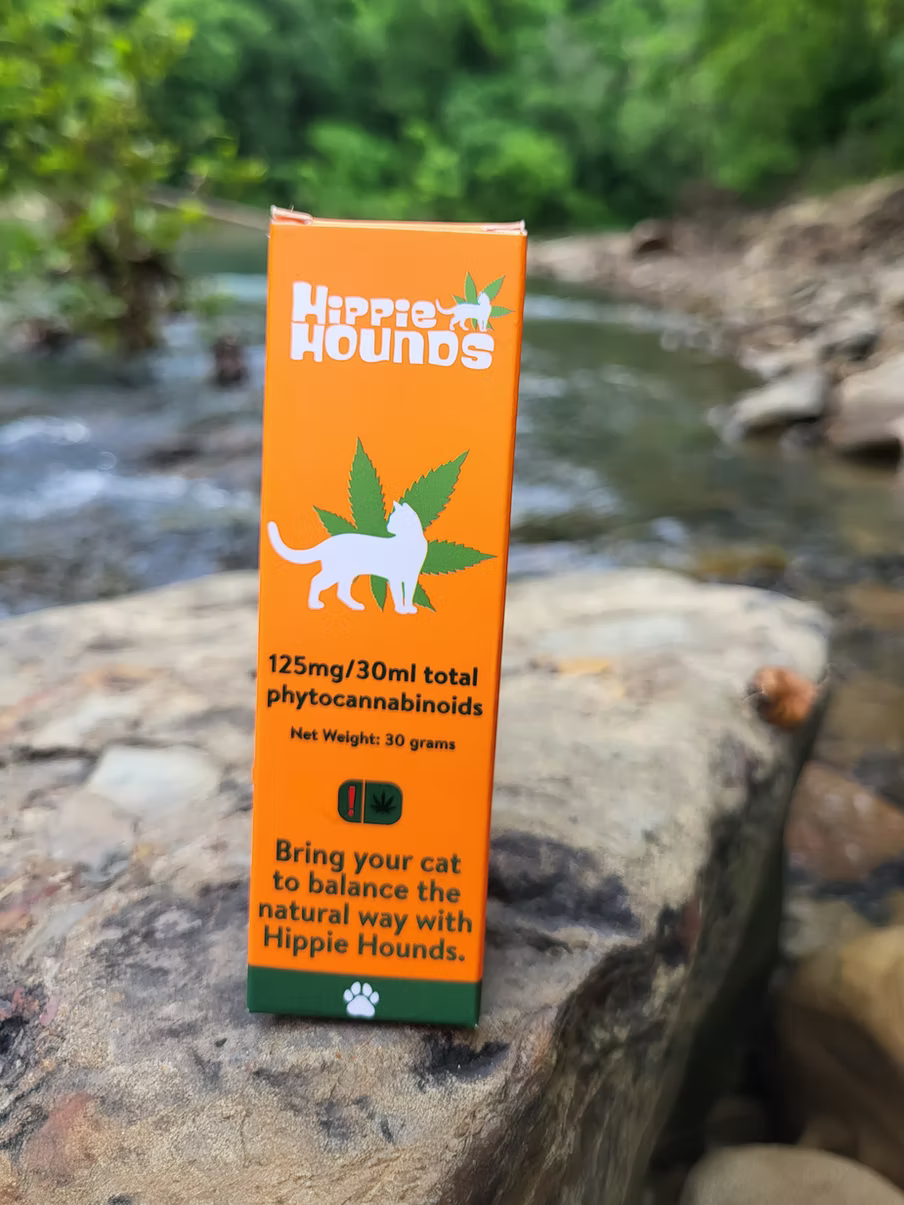 Hippie
Hounds
125mg/30ml total
phytocannabinoids
Net Weight: 30 grams
!
Bring your cat
to balance the
natural way with
Hippie Hounds.